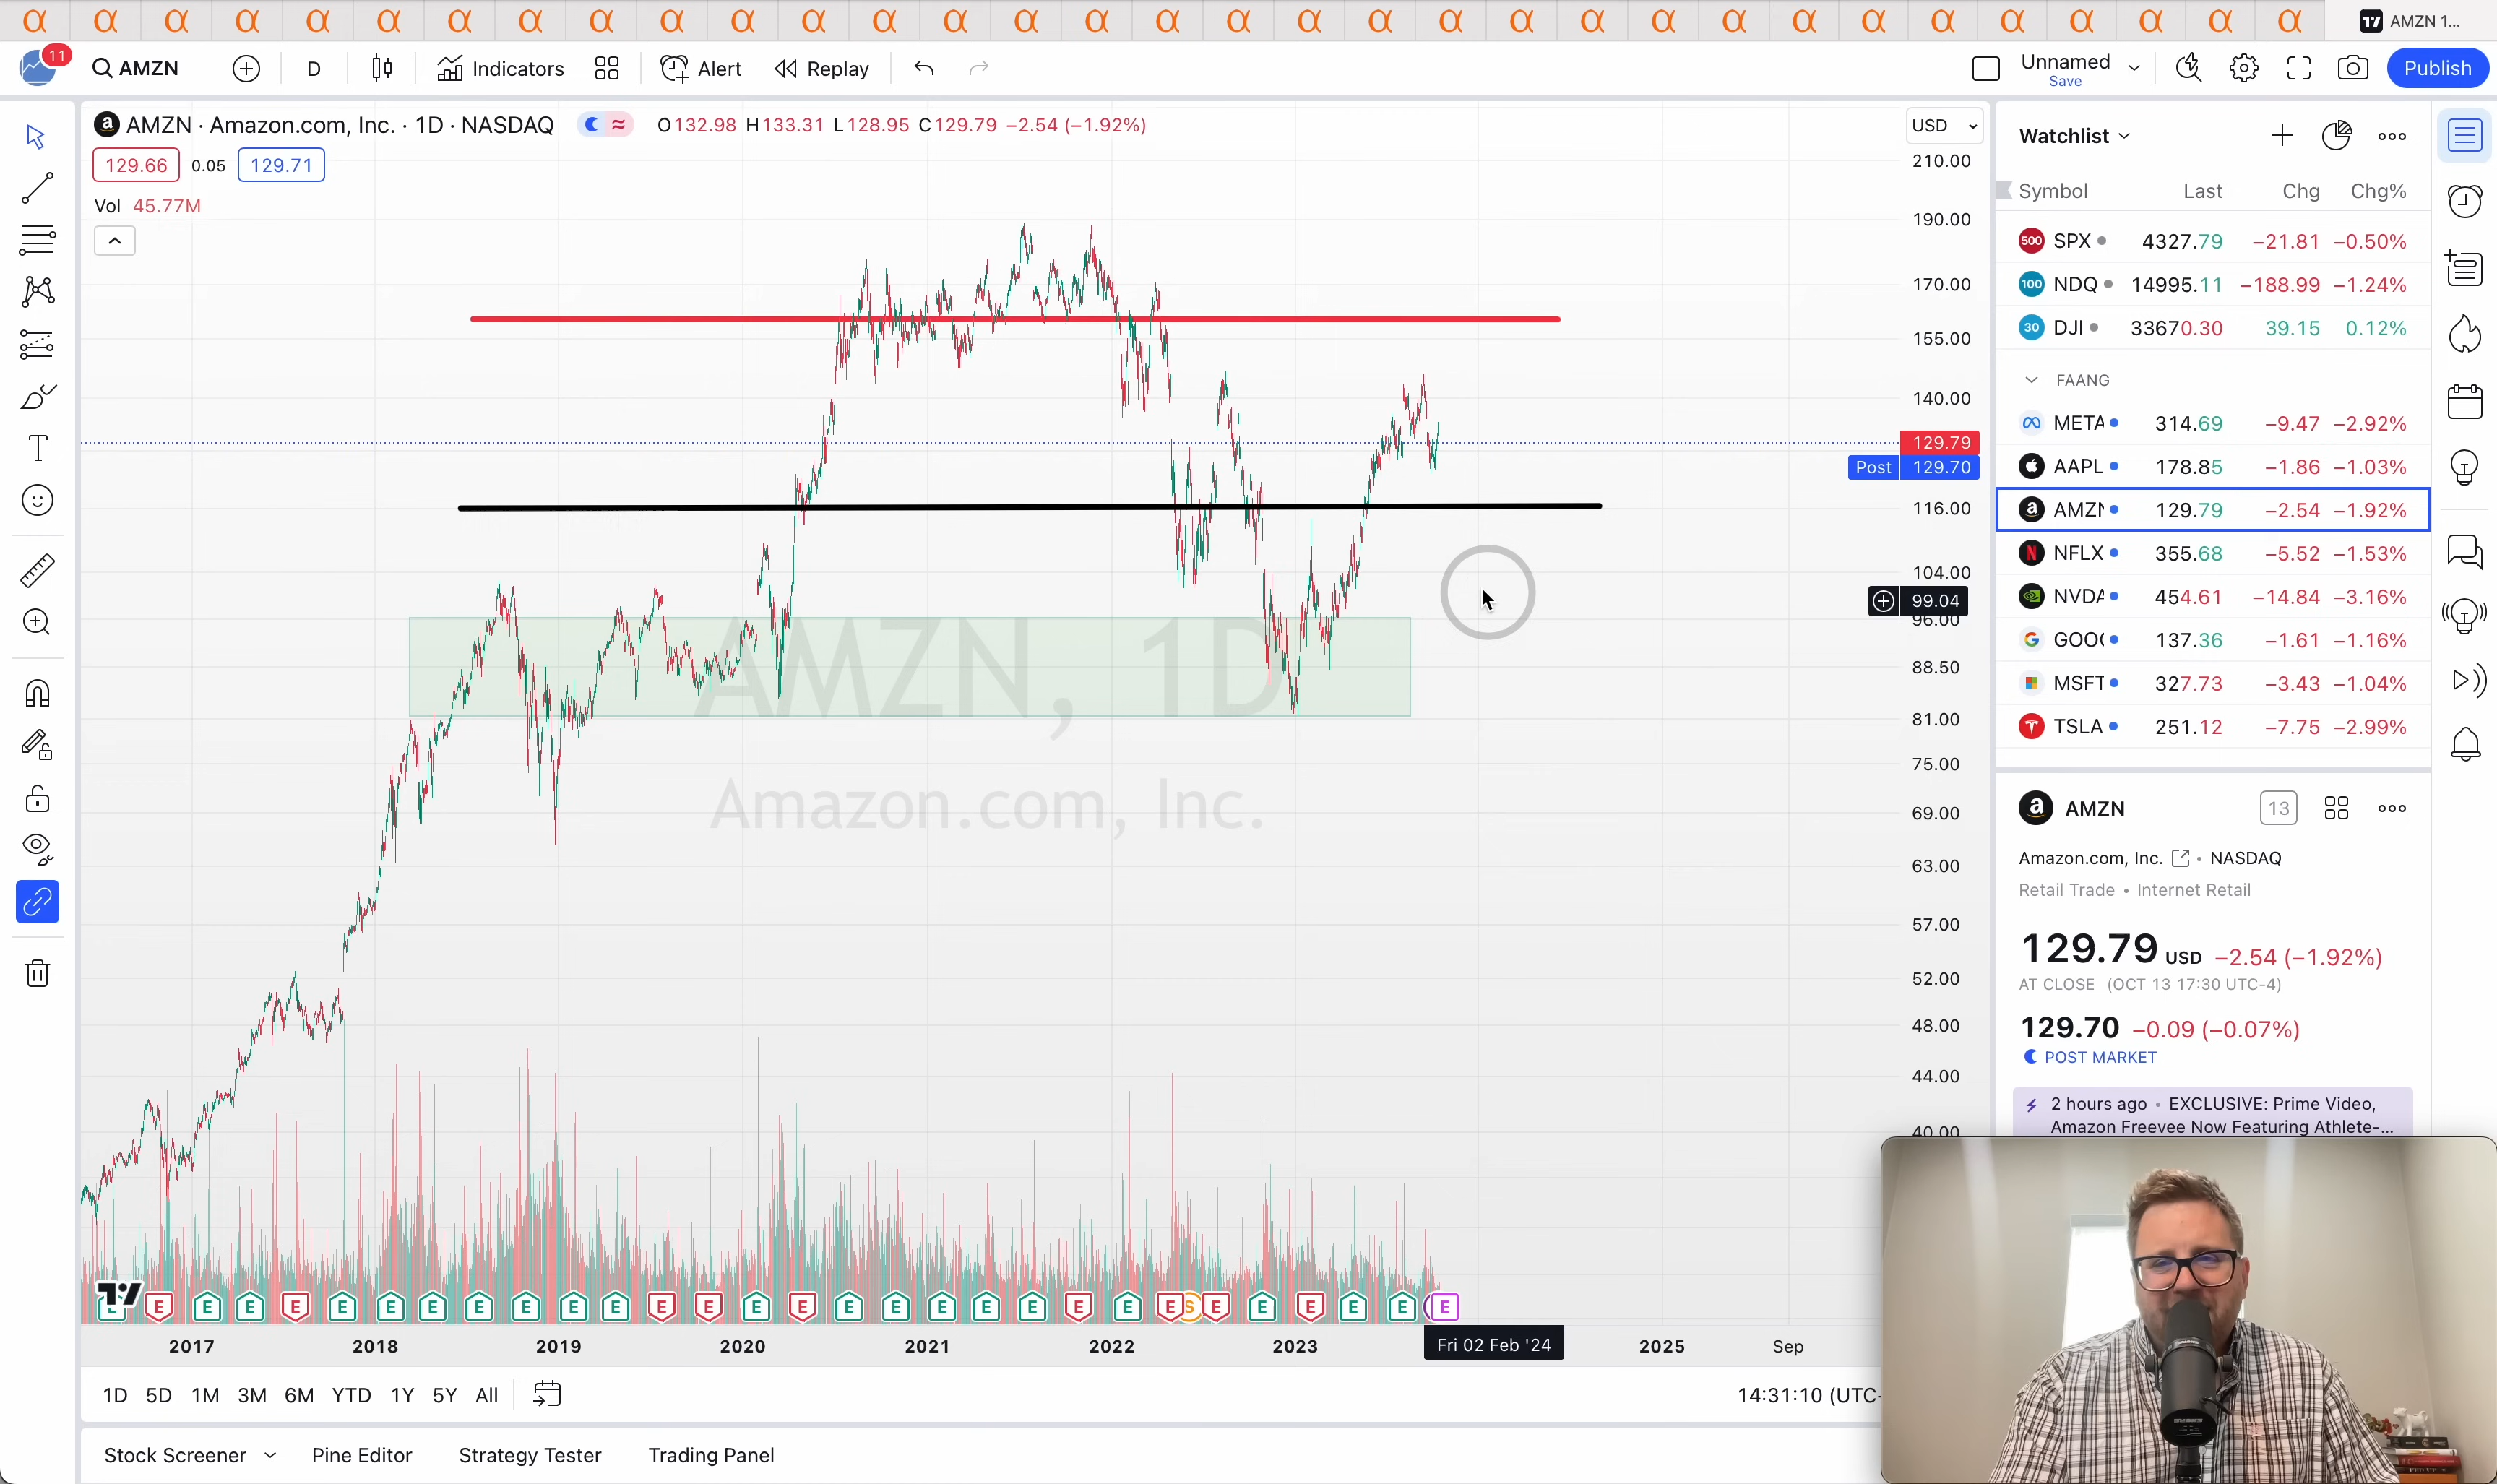 α α α α α α α α α α α α α α α α α α α α α α α α α α α α α α α α α AMZN 1...
11 AMZN D Indicators Alert Replay Unnamed Save Publish
AMZN · Amazon.com, Inc. · 1D · NASDAQ O132.98 H133.31 L128.95 C129.79 −2.54 (−1.92%)
129.66 0.05 129.71
Vol 45.77M
USD
210.00
190.00
170.00
155.00
140.00
129.79
Post 129.70
116.00
104.00
99.04
96.00
88.50
81.00
75.00
69.00
63.00
57.00
52.00
48.00
44.00
40.00
AMZN, 1D
Amazon.com, Inc.
E E E E E E E E E E E E E E E E E E E E E E E E S E E E E E E
2017 2018 2019 2020 2021 2022 2023 Fri 02 Feb '24 2025 Sep
1D 5D 1M 3M 6M YTD 1Y 5Y All
14:31:10 (UTC-
Stock Screener Pine Editor Strategy Tester Trading Panel
Watchlist
Symbol Last Chg Chg%
500 SPX 4327.79 −21.81 −0.50%
100 NDQ 14995.11 −188.99 −1.24%
30 DJI 33670.30 39.15 0.12%
FAANG
META 314.69 −9.47 −2.92%
AAPL 178.85 −1.86 −1.03%
AMZN 129.79 −2.54 −1.92%
NFLX 355.68 −5.52 −1.53%
NVDA 454.61 −14.84 −3.16%
GOOG 137.36 −1.61 −1.16%
MSFT 327.73 −3.43 −1.04%
TSLA 251.12 −7.75 −2.99%
AMZN 13
Amazon.com, Inc. • NASDAQ
Retail Trade • Internet Retail
129.79 USD −2.54 (−1.92%)
AT CLOSE (OCT 13 17:30 UTC-4)
129.70 −0.09 (−0.07%)
POST MARKET
2 hours ago • EXCLUSIVE: Prime Video,
Amazon Freevee Now Featuring Athlete-...